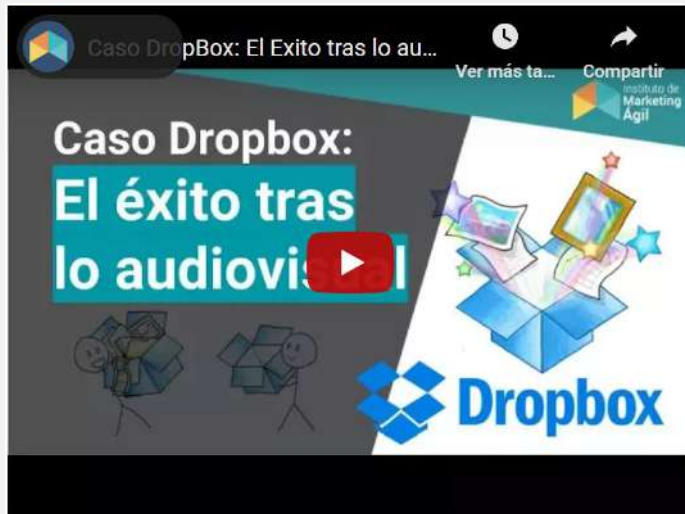 Caso DropBox: El Exito tras lo au...
Ver más ta...
Compartir
Instituto de
Marketing
Ágil
Caso Dropbox:
El éxito tras
lo audiovisual
Dropbox